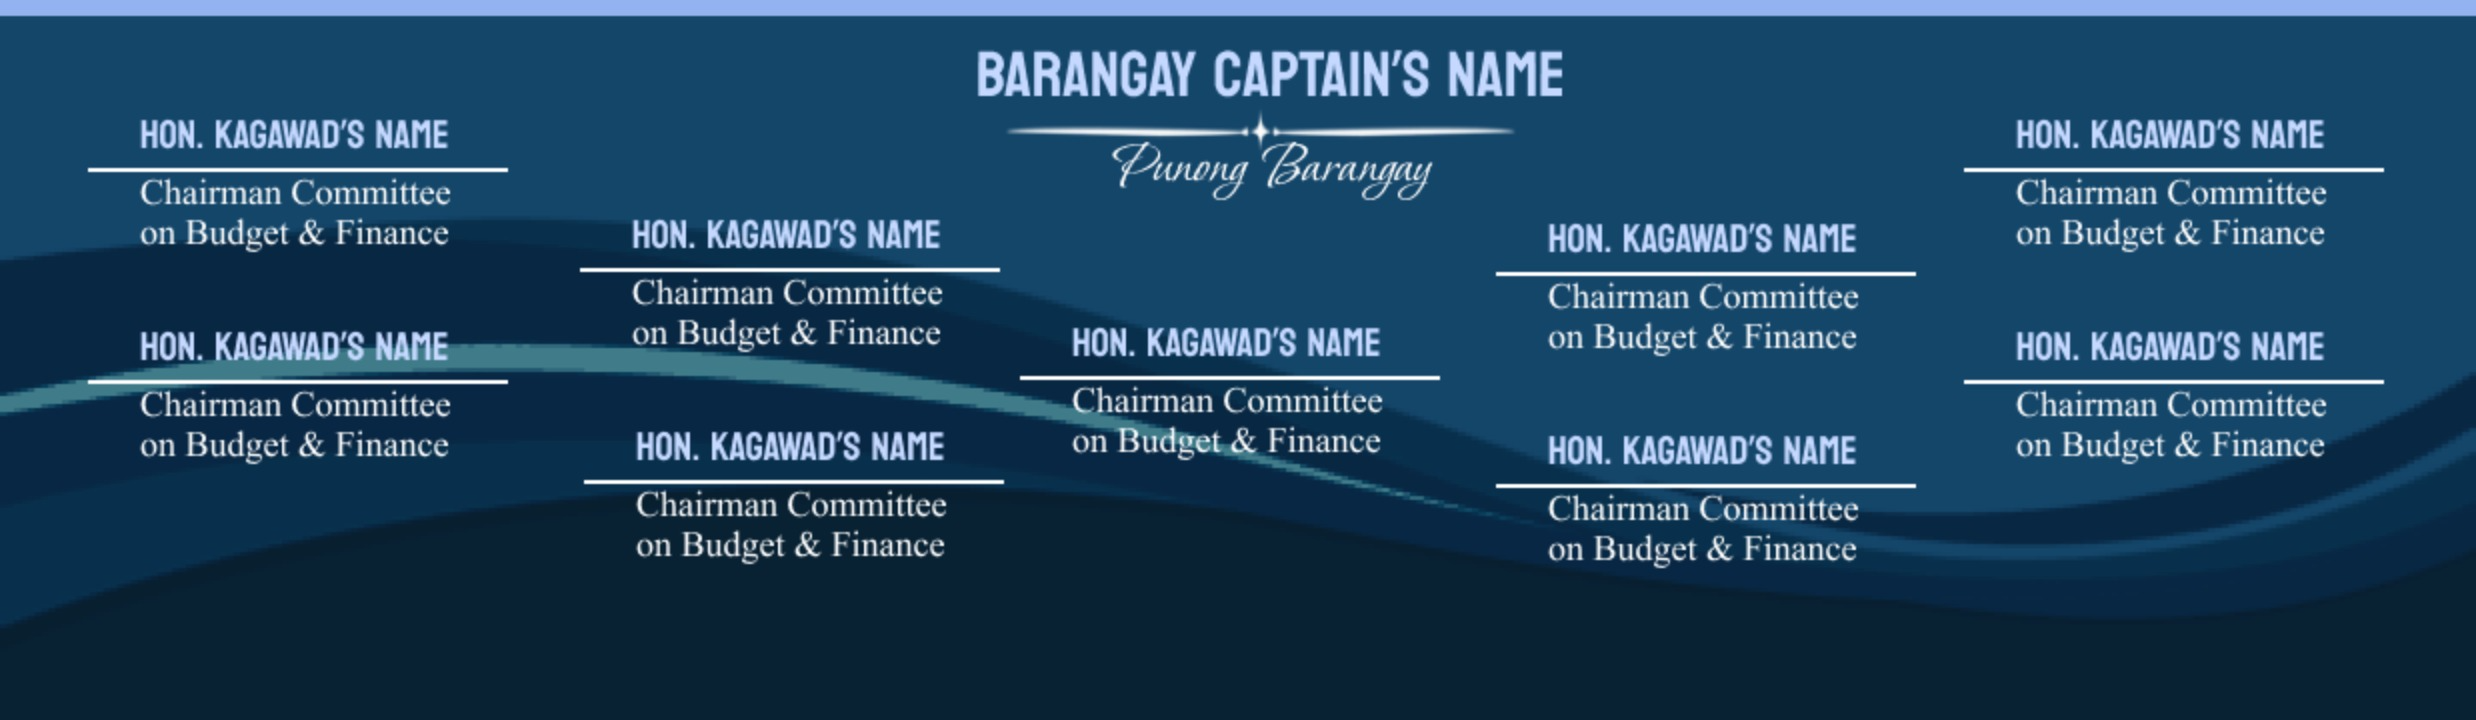 BARANGAY CAPTAIN'S NAME
Punong Barangay
HON. KAGAWAD'S NAME
Chairman Committee
on Budget & Finance
HON. KAGAWAD'S NAME
Chairman Committee
on Budget & Finance
HON. KAGAWAD'S NAME
Chairman Committee
on Budget & Finance
HON. KAGAWAD'S NAME
Chairman Committee
on Budget & Finance
HON. KAGAWAD'S NAME
Chairman Committee
on Budget & Finance
HON. KAGAWAD'S NAME
Chairman Committee
on Budget & Finance
HON. KAGAWAD'S NAME
Chairman Committee
on Budget & Finance
HON. KAGAWAD'S NAME
Chairman Committee
on Budget & Finance
HON. KAGAWAD'S NAME
Chairman Committee
on Budget & Finance